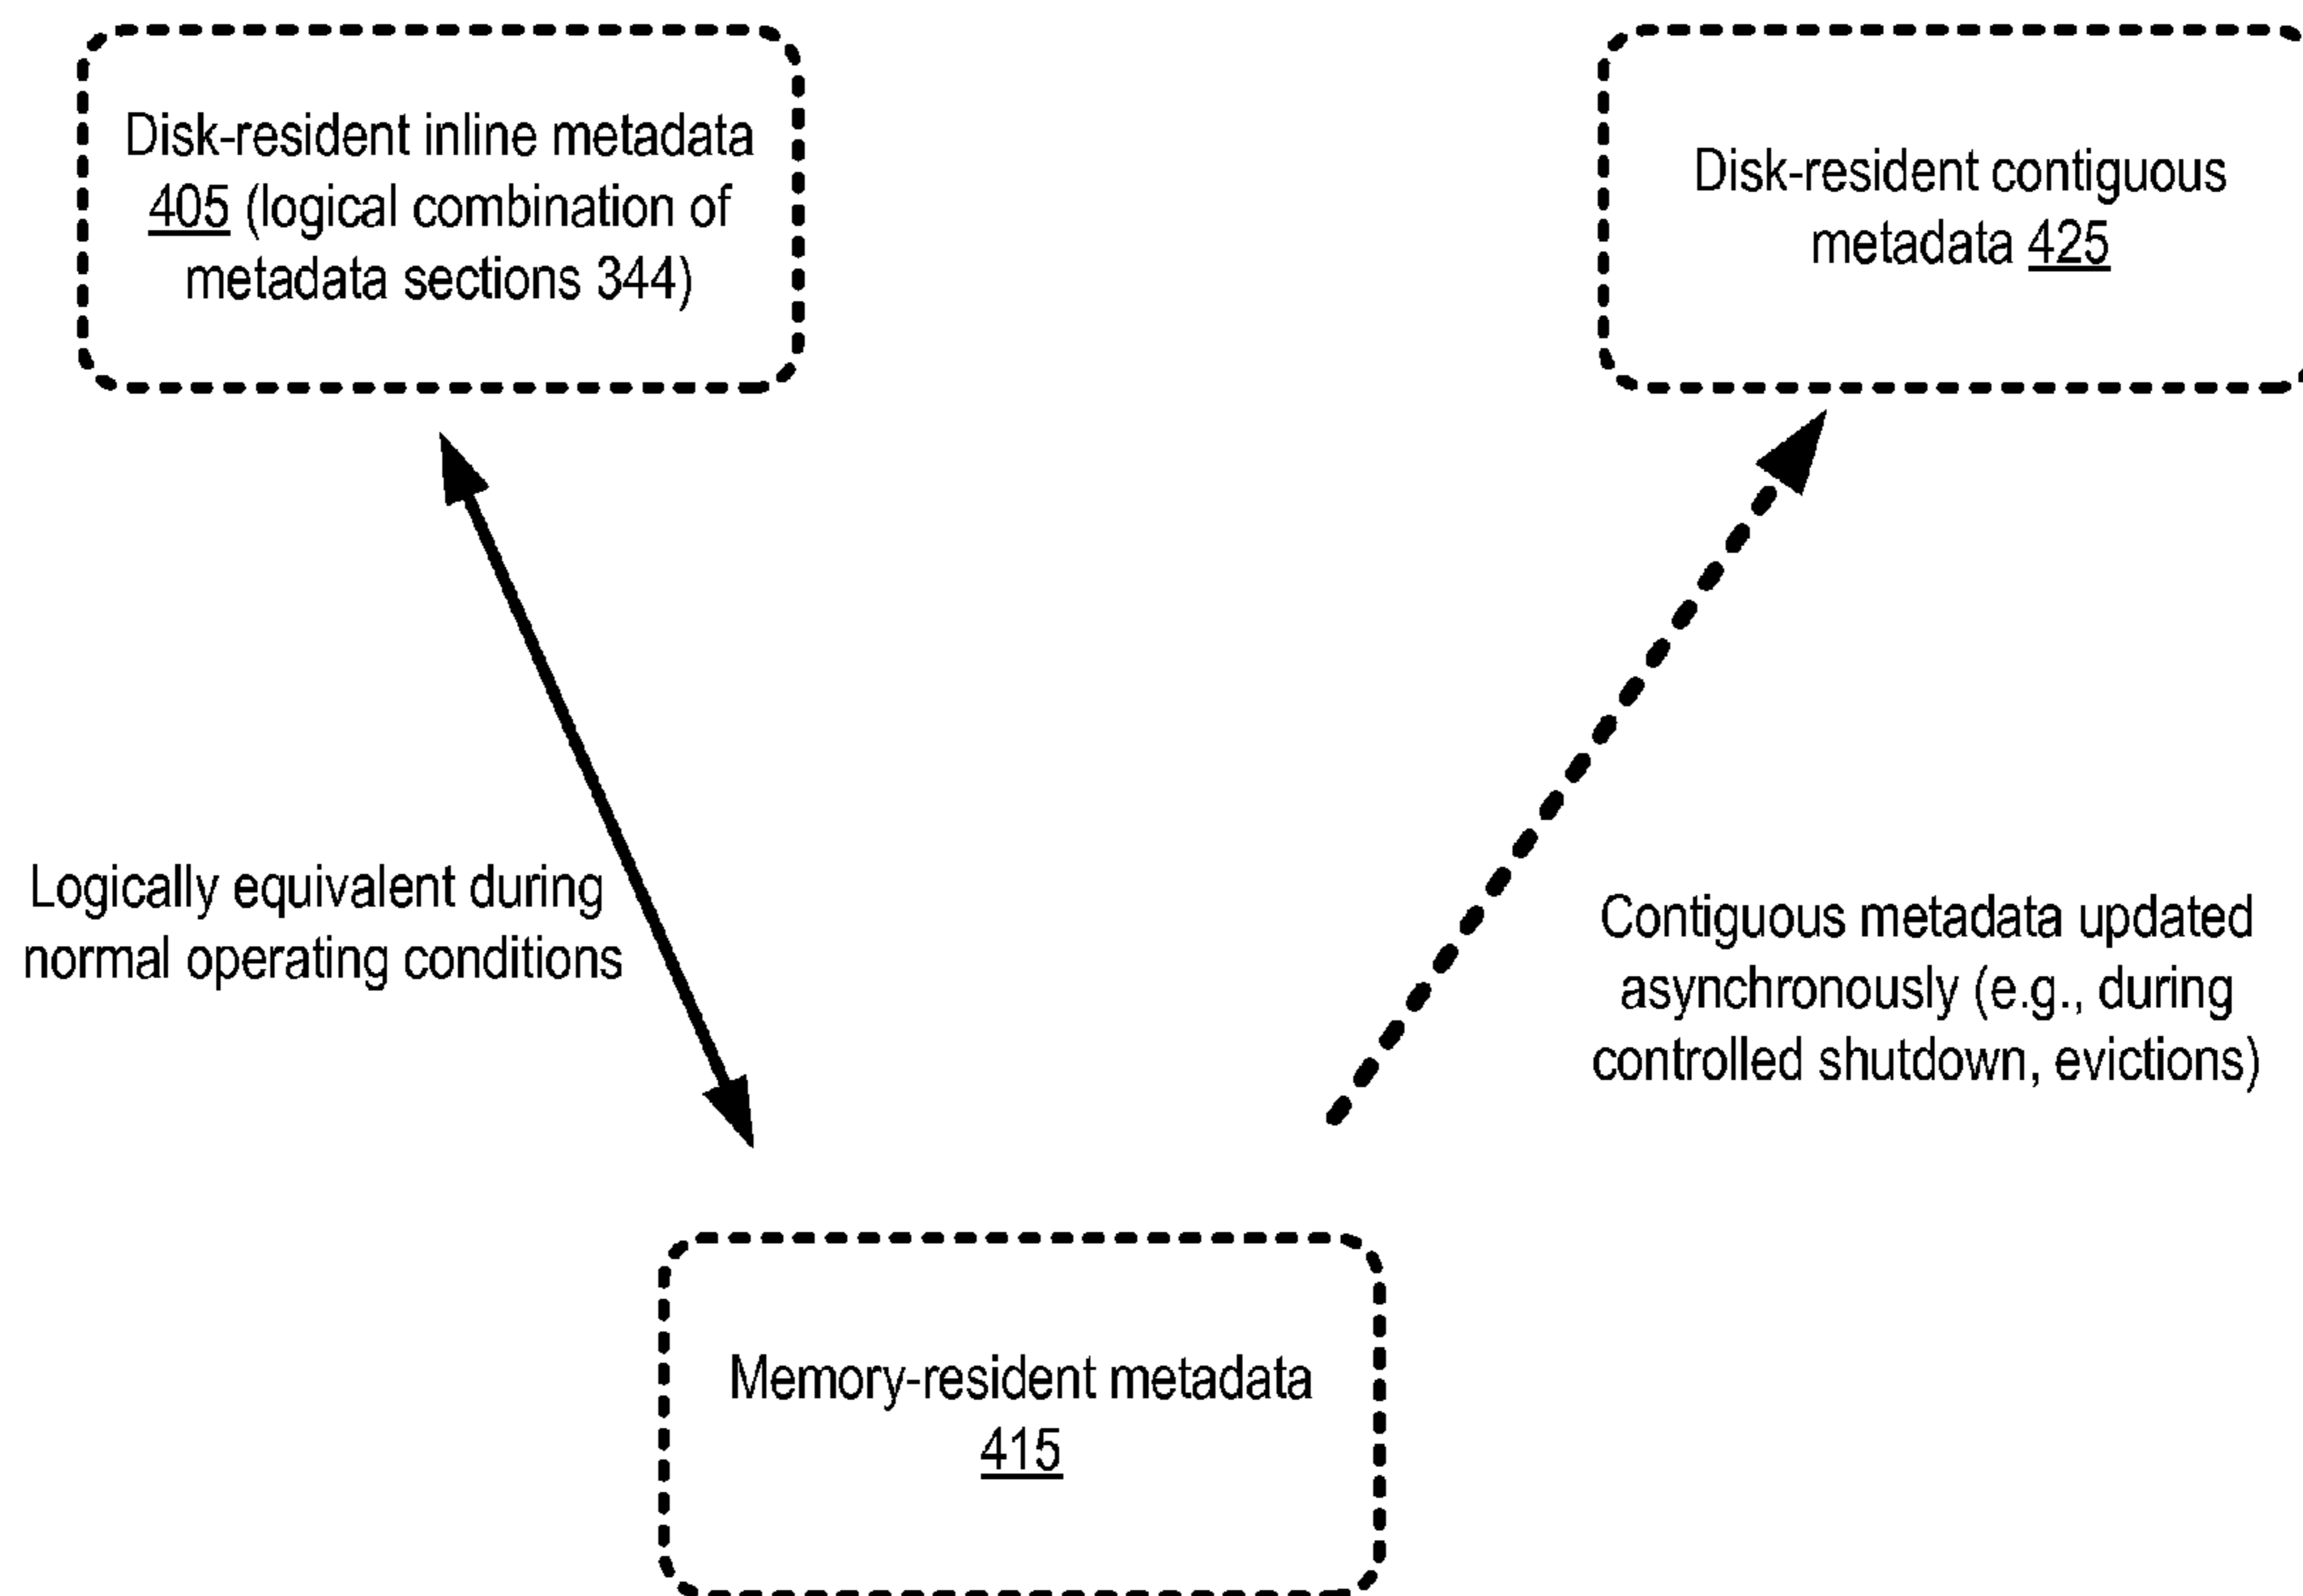 Disk-resident inline metadata
405 (logical combination of
metadata sections 344)
Disk-resident contiguous
metadata 425
Logically equivalent during
normal operating conditions
Contiguous metadata updated
asynchronously (e.g., during
controlled shutdown, evictions)
Memory-resident metadata
415